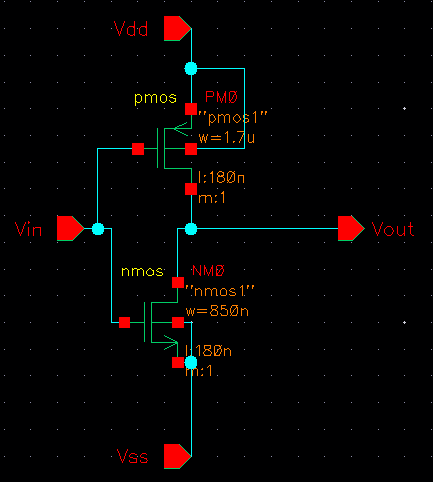 Vdd
pmos PM0
"pmos1"
w=1.7u
l:180n
m:1
Vin Vout
nmos NM0
"nmos1"
w=850n
l:180n
m:1
Vss